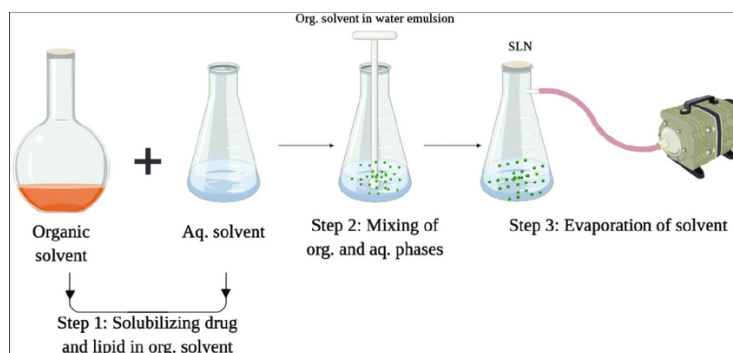 Org. solvent in water emulsion
SLN
Organic
solvent
Aq. solvent
Step 2: Mixing of
org. and aq. phases
Step 3: Evaporation of solvent
Step 1: Solubilizing drug
and lipid in org. solvent